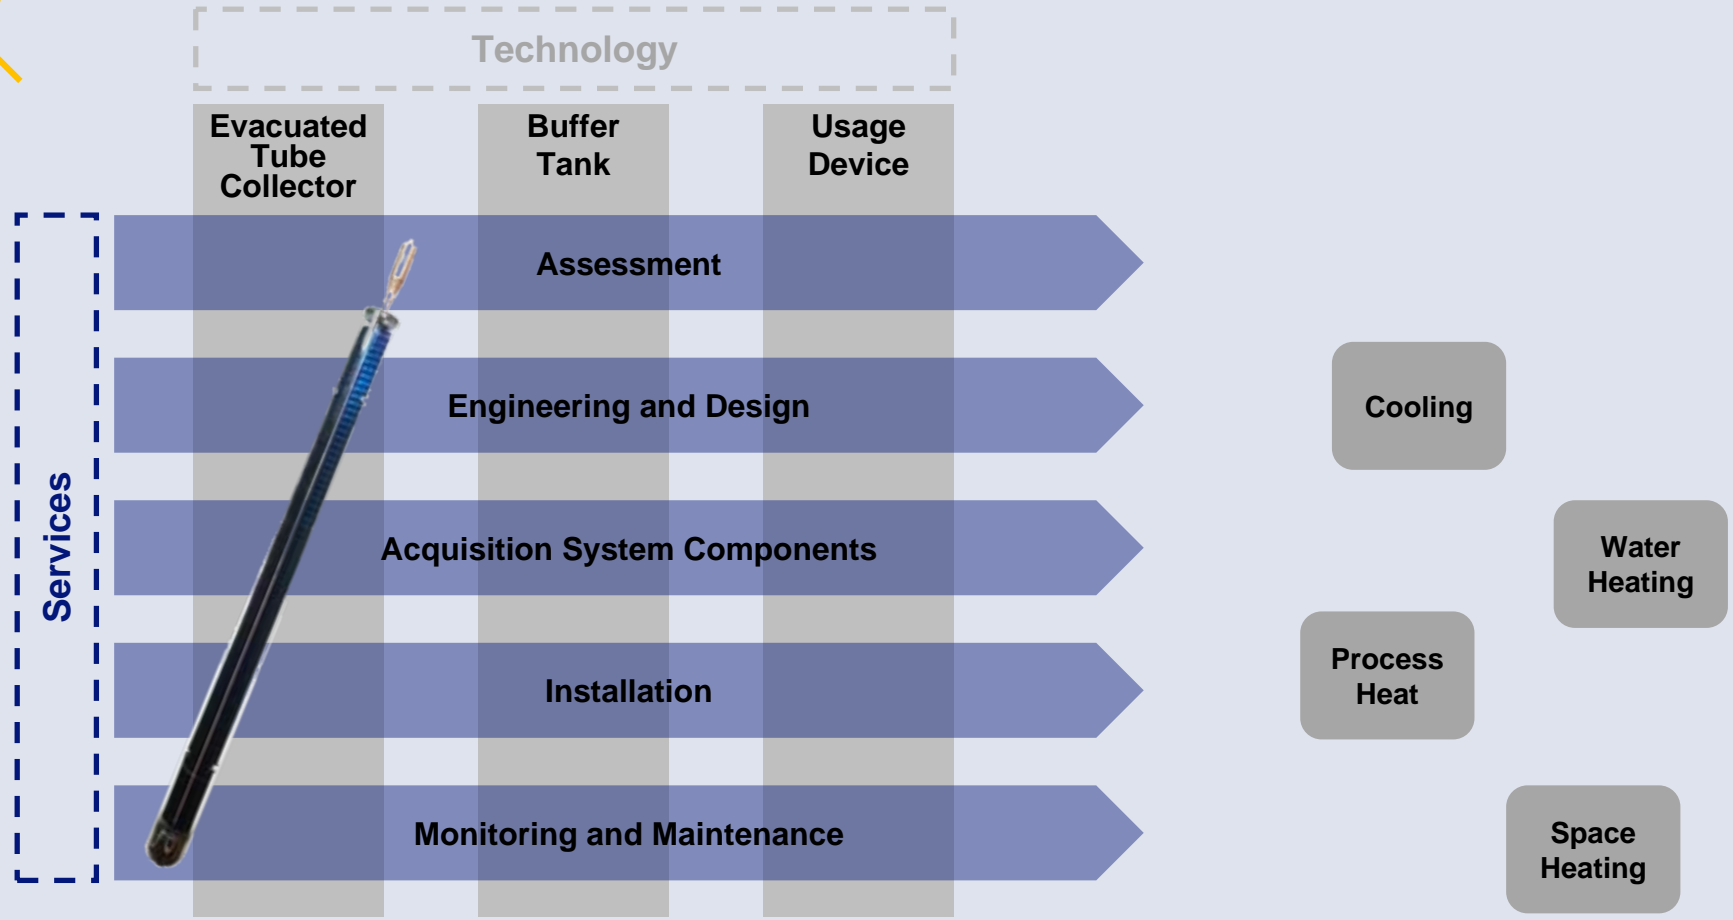 Technology
Evacuated
Tube
Collector
Buffer
Tank
Usage
Device
Services
Assessment
Engineering and Design
Acquisition System Components
Installation
Monitoring and Maintenance
Cooling
Water
Heating
Process
Heat
Space
Heating